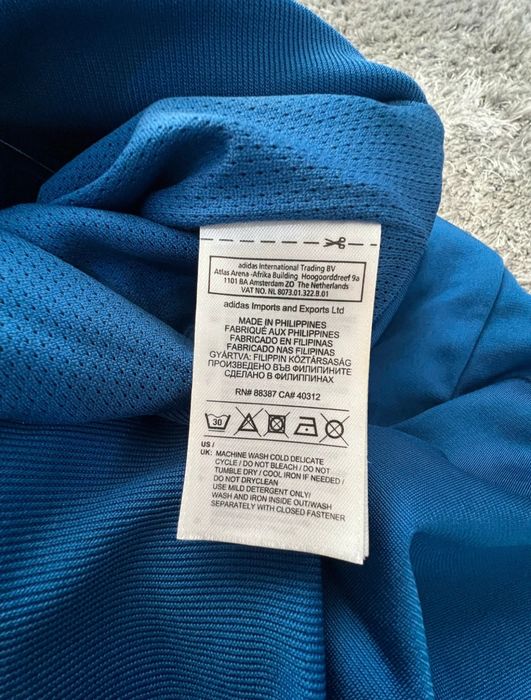 adidas International Trading BV
Atlas Arena -Afrika Building Hoogoorddreef 9a
1101 BA Amsterdam ZO The Netherlands
VAT NO. NL 8073.01.322.B.01
adidas Imports and Exports Ltd
MADE IN PHILIPPINES
FABRIQUÉ AUX PHILIPPINES
FABRICADO EN FILIPINAS
FABRICADO NAS FILIPINAS
GYÁRTVA: FILIPPIN KÖZTÁRSASÁG
ПРОИЗВЕДЕНО ВЪВ ФИЛИПИНИТЕ
СДЕЛАНО В ФИЛИППИНАХ
RN# 88387 CA# 40312
30
US /
UK: MACHINE WASH COLD DELICATE
CYCLE / DO NOT BLEACH / DO NOT
TUMBLE DRY / COOL IRON IF NEEDED /
DO NOT DRYCLEAN
USE MILD DETERGENT ONLY/
WASH AND IRON INSIDE OUT/WASH
SEPARATELY WITH CLOSED FASTENER